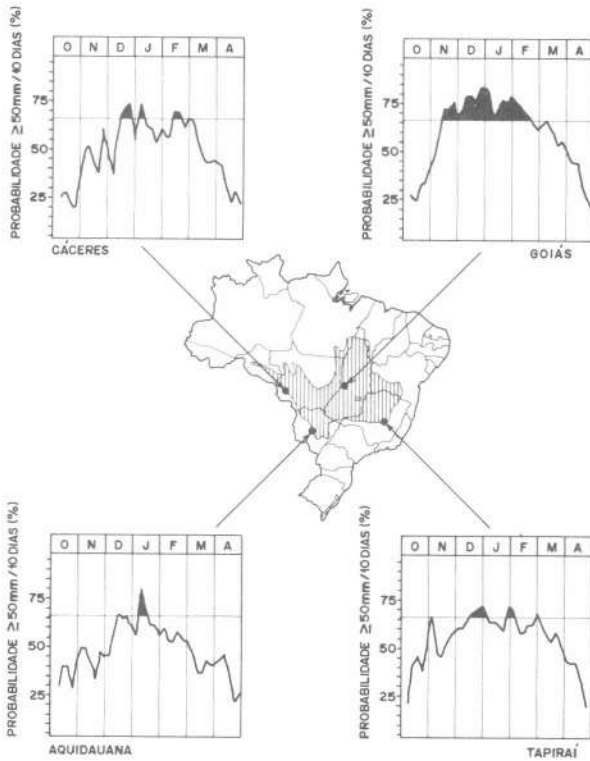 PROBABILIDADE ≥50mm/10 DIAS (%)
O N D J F M A
75
50
25
CÁCERES
PROBABILIDADE ≥50mm/10 DIAS (%)
O N D J F M A
75
50
25
GOIÁS
PROBABILIDADE ≥50mm/10 DIAS (%)
O N D J F M A
75
50
25
AQUIDAUANA
PROBABILIDADE ≥50mm/10 DIAS (%)
O N D J F M A
75
50
25
TAPIRAÍ